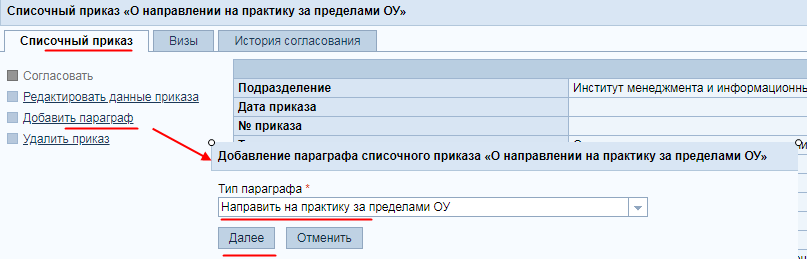 Списочный приказ «О направлении на практику за пределами ОУ»
Списочный приказ
Визы
История согласования
Согласовать
Редактировать данные приказа
Добавить параграф
Удалить приказ
Подразделение
Институт менеджмента и информационны
Дата приказа
№ приказа
Добавление параграфа списочного приказа «О направлении на практику за пределами ОУ»
Тип параграфа *
Направить на практику за пределами ОУ
Далее
Отменить